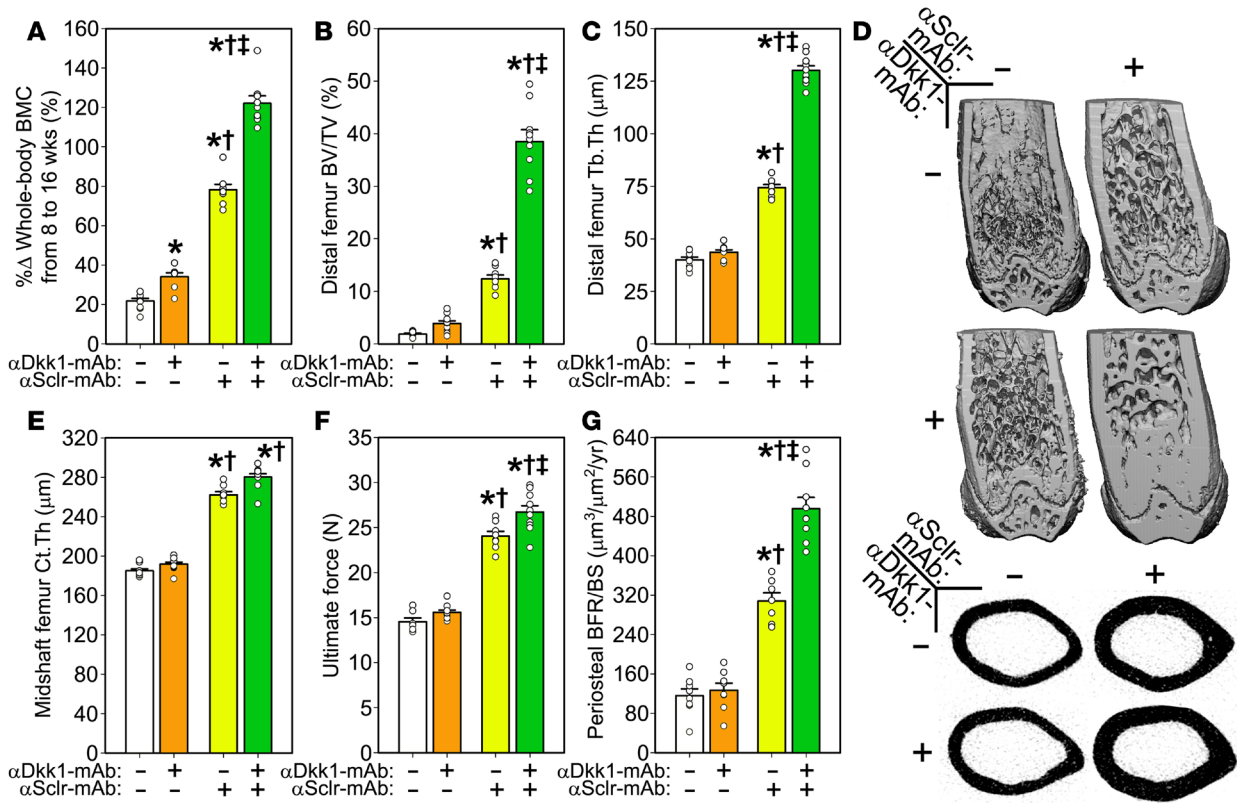 A
%Δ Whole-body BMC
from 8 to 16 wks (%)
160
140
120
100
80
60
40
20
0
*
*†
*†‡
αDkk1-mAb: – + – +
αSclr-mAb: – – + +
B
Distal femur BV/TV (%)
60
50
40
30
20
10
0
*†
*†‡
– + – +
αSclr-mAb: – – + +
C
Distal femur Tb.Th (μm)
150
125
100
75
50
25
0
*†
*†‡
αDkk1-mAb: – + – +
αSclr-mAb: – – + +
D
αSclr-
mAb:
αDkk1-
mAb:
– +
–
+
E
Midshaft femur Ct.Th (μm)
320
280
240
200
160
120
80
40
0
*†
*†
αDkk1-mAb: – + – +
αSclr-mAb: – – + +
F
Ultimate force (N)
35
30
25
20
15
10
5
0
*†
*†‡
– + – +
αSclr-mAb: – – + +
G
Periosteal BFR/BS (μm³/μm²/yr)
640
560
480
400
320
240
160
80
0
*†
*†‡
αDkk1-mAb: – + – +
αSclr-mAb: – – + +
αSclr-
mAb:
αDkk1-
mAb:
– +
–
+